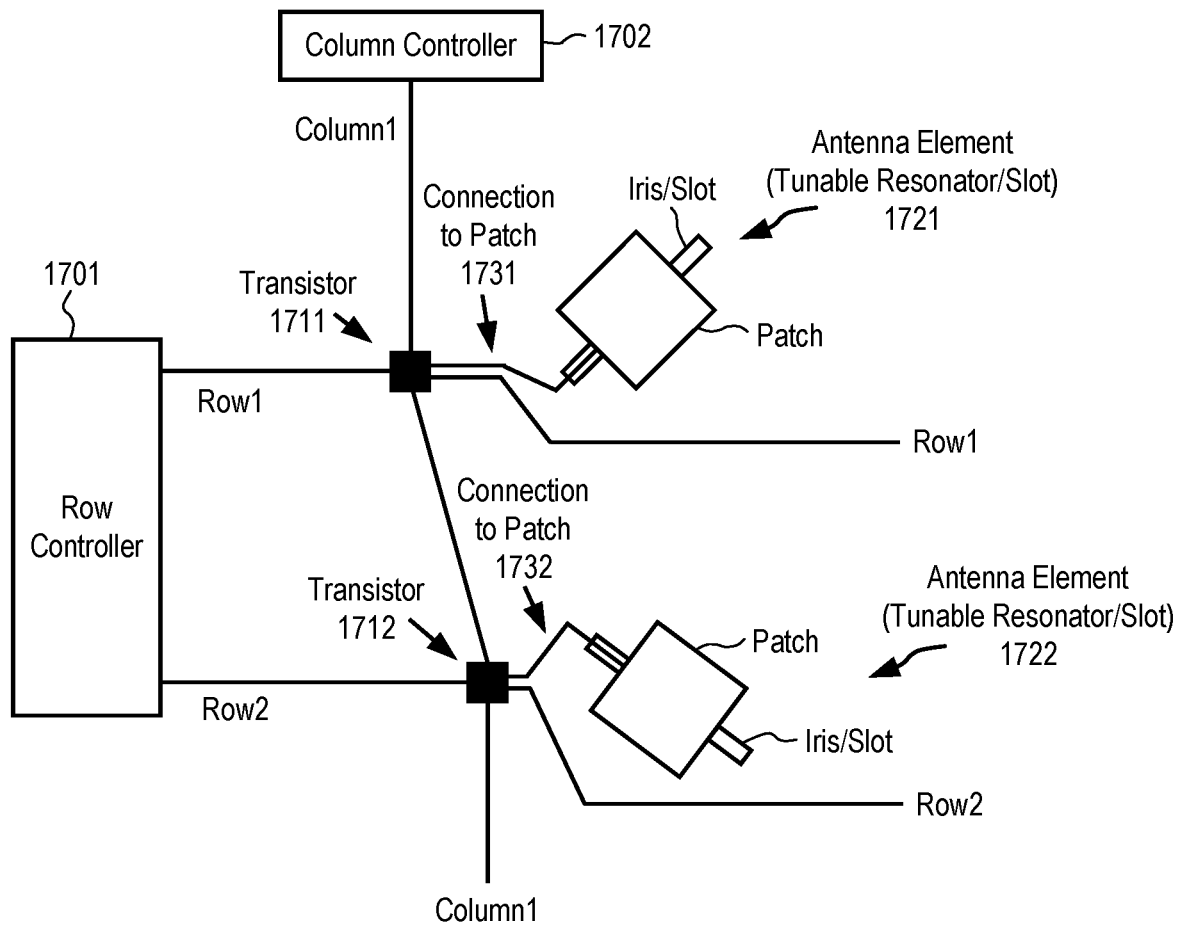 Column Controller
1702
Column1
Antenna Element
(Tunable Resonator/Slot)
1721
Iris/Slot
Connection
to Patch
1731
1701
Transistor
1711
Patch
Row1
Row1
Row
Controller
Connection
to Patch
1732
Transistor
1712
Antenna Element
(Tunable Resonator/Slot)
1722
Patch
Row2
Iris/Slot
Row2
Column1